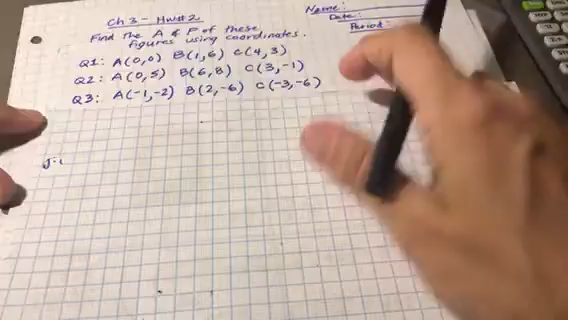 Ch 3 - Hw#2
Name:
Date:
Period:
Find the A & P of these
figures using coordinates.
Q1: A(0,0) B(1,6) C(4,3)
Q2: A(0,5) B(6,8) C(3,-1)
Q3: A(-1,-2) B(2,-6) C(-3,-6)